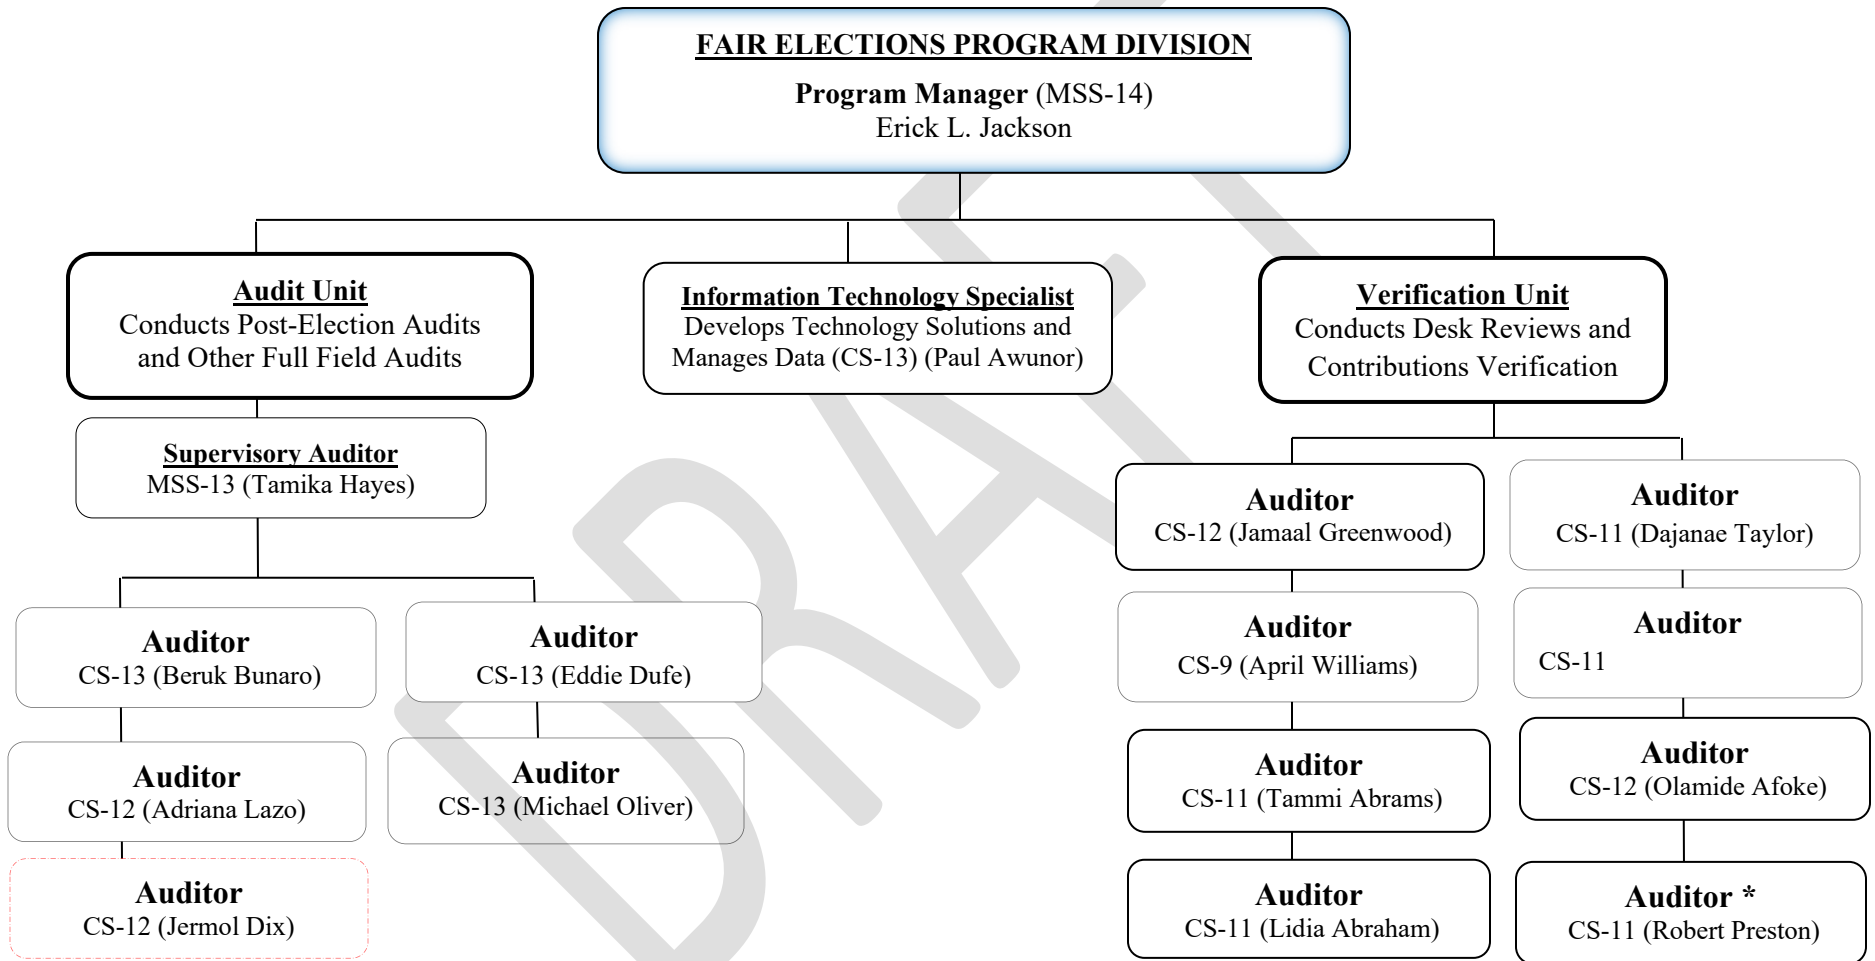 FAIR ELECTIONS PROGRAM DIVISION
Program Manager (MSS-14)
Erick L. Jackson
Audit Unit
Conducts Post-Election Audits
and Other Full Field Audits
Information Technology Specialist
Develops Technology Solutions and
Manages Data (CS-13) (Paul Awunor)
Verification Unit
Conducts Desk Reviews and
Contributions Verification
Supervisory Auditor
MSS-13 (Tamika Hayes)
Auditor
CS-13 (Beruk Bunaro)
Auditor
CS-13 (Eddie Dufe)
Auditor
CS-12 (Adriana Lazo)
Auditor
CS-13 (Michael Oliver)
Auditor
CS-12 (Jermol Dix)
Auditor
CS-12 (Jamaal Greenwood)
Auditor
CS-11 (Dajanae Taylor)
Auditor
CS-9 (April Williams)
Auditor
CS-11
Auditor
CS-11 (Tammi Abrams)
Auditor
CS-12 (Olamide Afoke)
Auditor
CS-11 (Lidia Abraham)
Auditor *
CS-11 (Robert Preston)
DRAFT